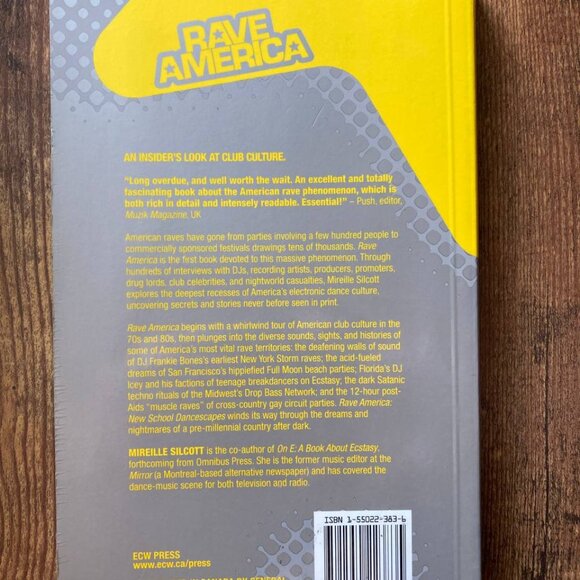 RAVE
AMERICA
AN INSIDER'S LOOK AT CLUB CULTURE.
"Long overdue, and well worth the wait. An excellent and totally
fascinating book about the American rave phenomenon, which is
both rich in detail and intensely readable. Essential!" – Push, editor,
Muzik Magazine, UK
American raves have gone from parties involving a few hundred people to
commercially sponsored festivals drawings tens of thousands. Rave
America is the first book devoted to this massive phenomenon. Through
hundreds of interviews with DJs, recording artists, producers, promoters,
drug lords, club celebrities, and nightworld casualties, Mireille Silcott
explores the deepest recesses of America's electronic dance culture,
uncovering secrets and stories never before seen in print.
Rave America begins with a whirlwind tour of American club culture in the
70s and 80s, then plunges into the diverse sounds, sights, and histories of
some of America's most vital rave territories: the deafening walls of sound
of DJ Frankie Bones's earliest New York Storm raves; the acid-fueled
dreams of San Francisco's hippiefied Full Moon beach parties; Florida's DJ
Icey and his factions of teenage breakdancers on Ecstasy; the dark Satanic
techno rituals of the Midwest's Drop Bass Network; and the 12-hour post-
Aids "muscle raves" of cross-country gay circuit parties. Rave America:
New School Dancescapes winds its way through the dreams and
nightmares of a pre-millennial country after dark.
MIREILLE SILCOTT is the co-author of On E: A Book About Ecstasy,
forthcoming from Omnibus Press. She is the former music editor at the
Mirror (a Montreal-based alternative newspaper) and has covered the
dance-music scene for both television and radio.
ISBN 1-55022-383-6
ECW PRESS
www.ecw.ca/press